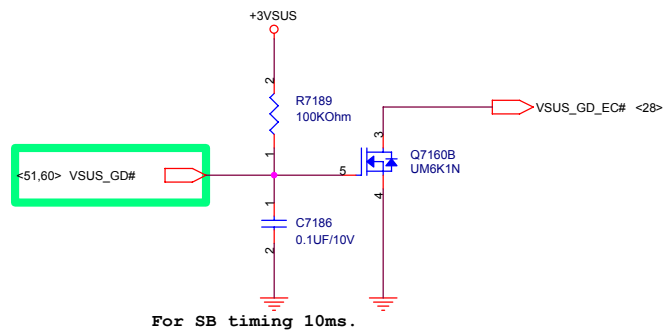 +3VSUS
2
R7189
100KOhm
1
VSUS_GD_EC# <28>
3
<51,60> VSUS_GD#
5
Q7160B
UM6K1N
4
1
C7186
0.1UF/10V
2
For SB timing 10ms.